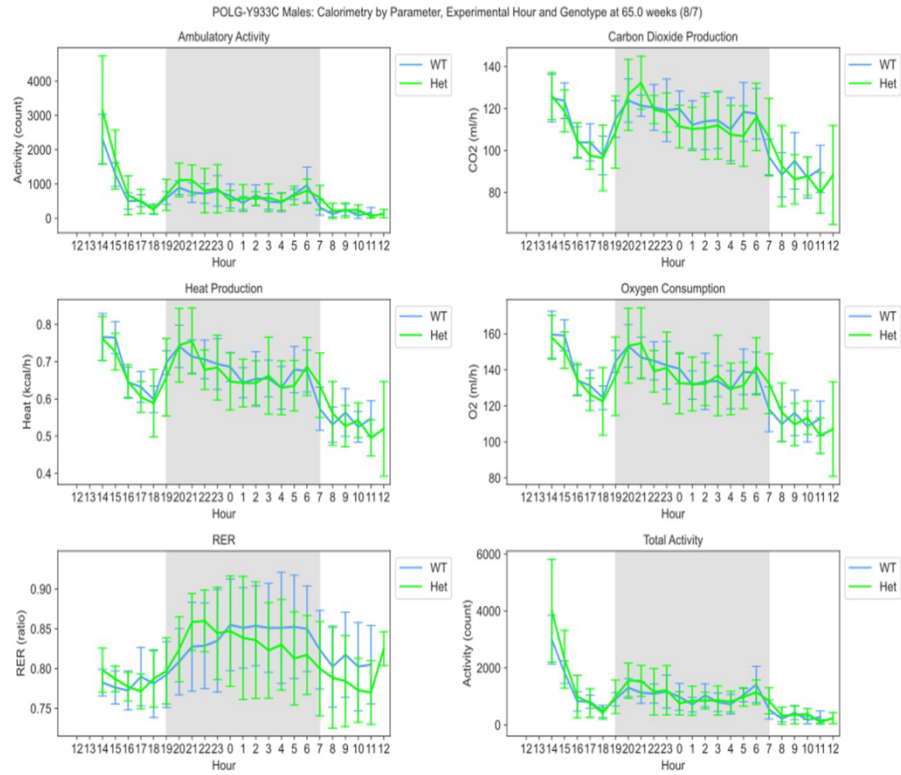 POLG-Y933C Males: Calorimetry by Parameter, Experimental Hour and Genotype at 65.0 weeks (8/7)
Ambulatory Activity
4000
3000
2000
1000
0
Activity (count)
12 13 14 15 16 17 18 19 20 21 22 23 0 1 2 3 4 5 6 7 8 9 10 11 12
Hour
WT
Het
Carbon Dioxide Production
140
120
100
80
CO2 (ml/h)
12 13 14 15 16 17 18 19 20 21 22 23 0 1 2 3 4 5 6 7 8 9 10 11 12
Hour
WT
Het
Heat Production
0.8
0.7
0.6
0.5
0.4
Heat (kcal/h)
12 13 14 15 16 17 18 19 20 21 22 23 0 1 2 3 4 5 6 7 8 9 10 11 12
Hour
WT
Het
Oxygen Consumption
160
140
120
100
80
O2 (ml/h)
12 13 14 15 16 17 18 19 20 21 22 23 0 1 2 3 4 5 6 7 8 9 10 11 12
Hour
WT
Het
RER
0.90
0.85
0.80
0.75
RER (ratio)
12 13 14 15 16 17 18 19 20 21 22 23 0 1 2 3 4 5 6 7 8 9 10 11 12
Hour
WT
Het
Total Activity
6000
4000
2000
0
Activity (count)
12 13 14 15 16 17 18 19 20 21 22 23 0 1 2 3 4 5 6 7 8 9 10 11 12
Hour
WT
Het